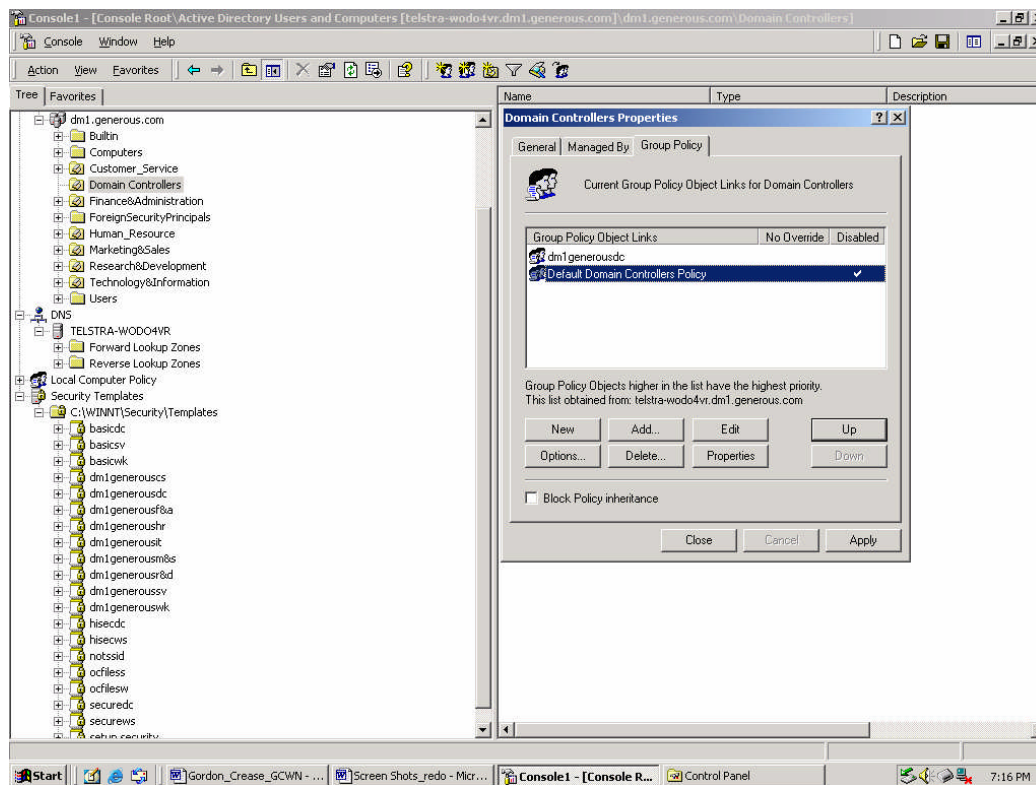 Console1 - [Console Root\Active Directory Users and Computers [telstra-wodo4vr.dm1.generous.com]\dm1.generous.com\Domain Controllers]
Console Window Help
Action View Favorites
Tree Favorites
Name Type Description
dm1.generous.com
Builtin
Computers
Customer_Service
Domain Controllers
Finance&Administration
ForeignSecurityPrincipals
Human_Resource
Marketing&Sales
Research&Development
Technology&Information
Users
DNS
TELSTRA-WODO4VR
Forward Lookup Zones
Reverse Lookup Zones
Local Computer Policy
Security Templates
C:\WINNT\Security\Templates
basicdc
basicsv
basicwk
dm1generouscs
dm1generousdc
dm1generousf&a
dm1generoushr
dm1generousit
dm1generousm&s
dm1generousr&d
dm1generoussv
dm1generouswk
hisecdc
hisecws
notssid
ocfiless
ocfilesw
securedc
securews
setup security
Domain Controllers Properties
General Managed By Group Policy
Current Group Policy Object Links for Domain Controllers
Group Policy Object Links No Override Disabled
dm1generousdc
Default Domain Controllers Policy
Group Policy Objects higher in the list have the highest priority.
This list obtained from: telstra-wodo4vr.dm1.generous.com
New Add... Edit Up
Options... Delete... Properties Down
Block Policy inheritance
Close Cancel Apply
Start Gordon_Crease_GCWN - ... Screen Shots_redo - Micr... Console1 - [Console R... Control Panel 7:16 PM